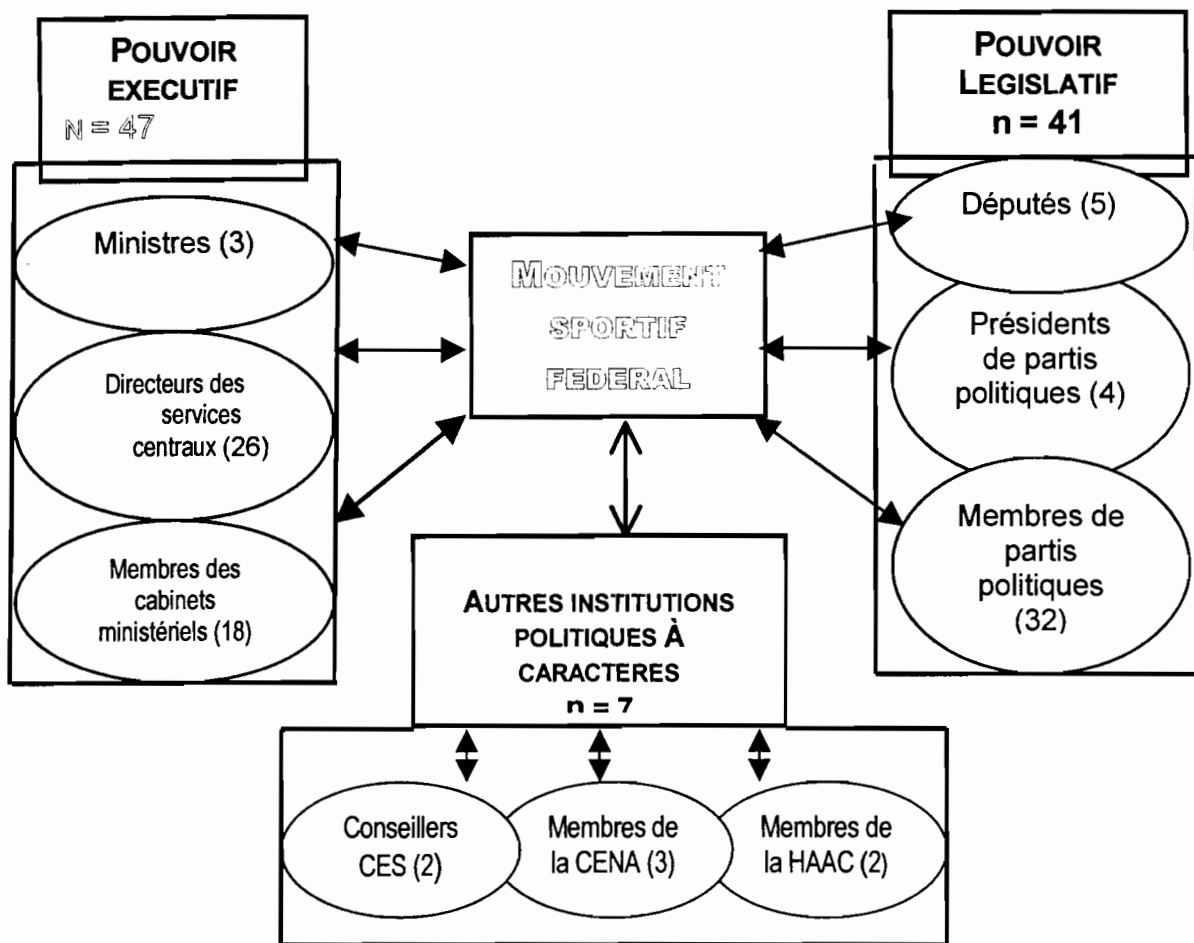 POUVOIR
EXECUTIF
N = 47
Ministres (3)
Directeurs des
services
centraux (26)
Membres des
cabinets
ministériels (18)
MOUVEMENT
SPORTIF
FEDERAL
POUVOIR
LEGISLATIF
n = 41
Députés (5)
Présidents
de partis
politiques (4)
Membres de
partis
politiques
(32)
AUTRES INSTITUTIONS
POLITIQUES À
CARACTERES
n = 7
Conseillers
CES (2)
Membres de
la CENA (3)
Membres de
la HAAC (2)